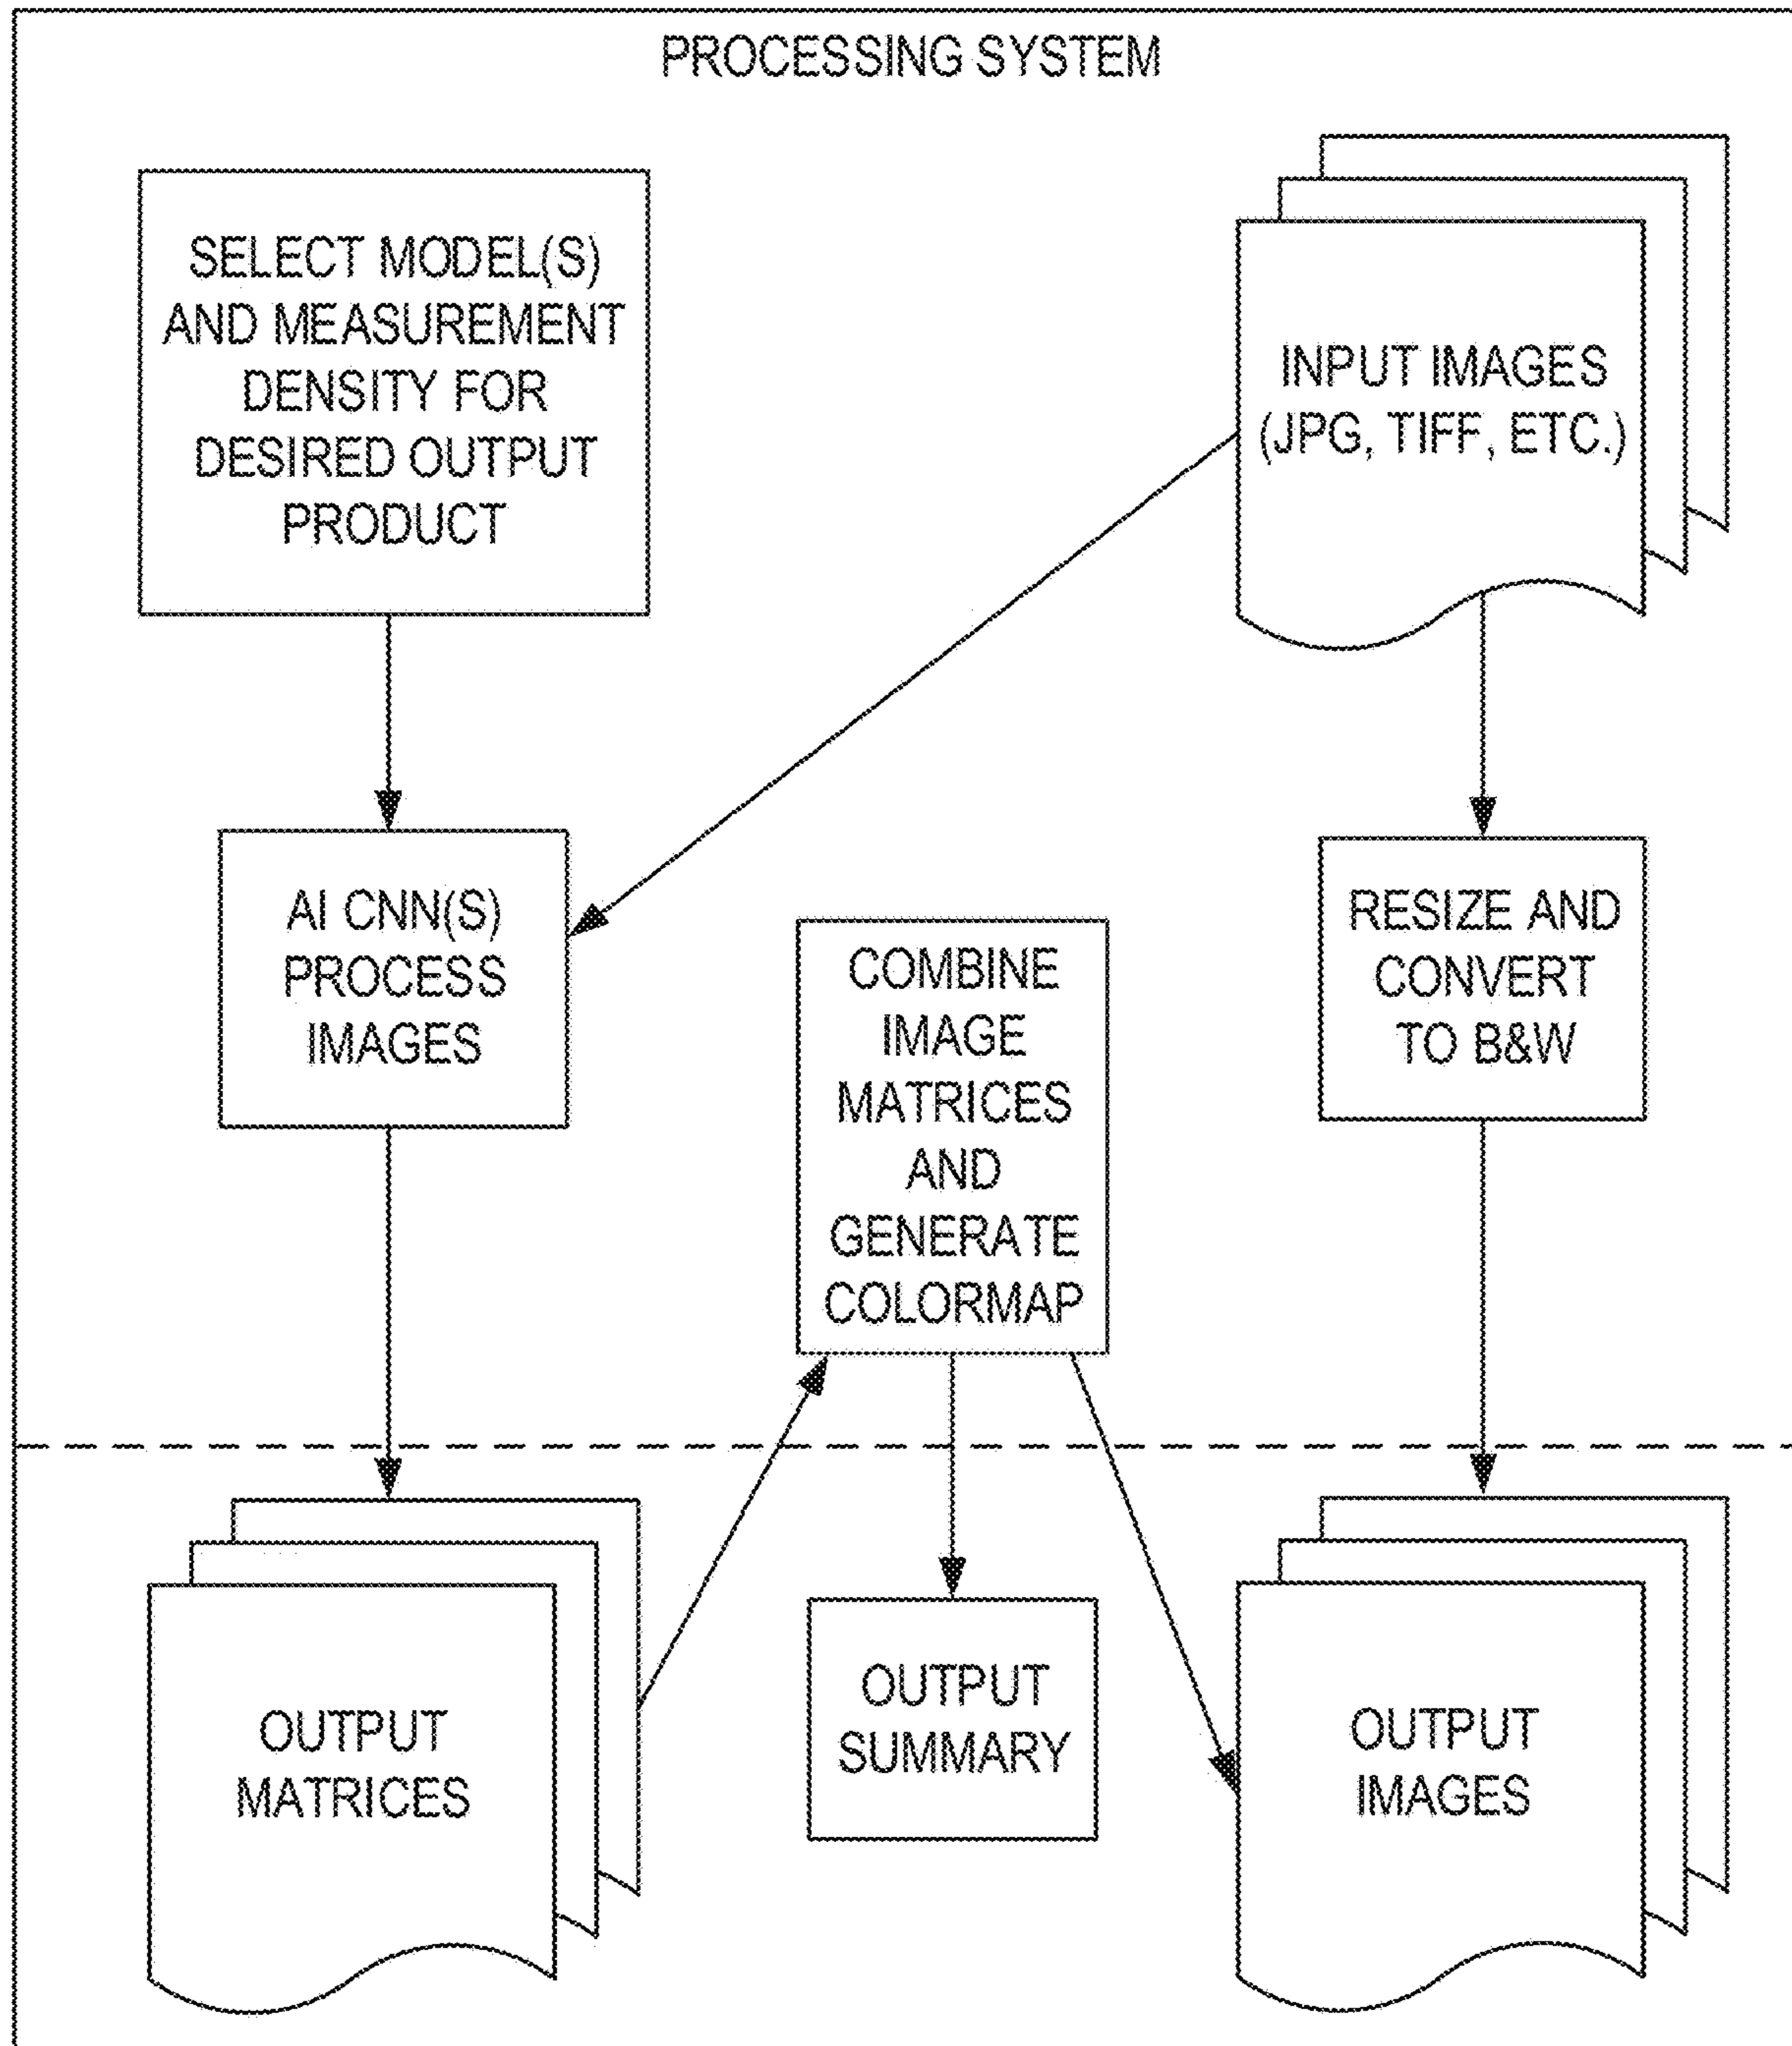 PROCESSING SYSTEM
SELECT MODEL(S)
AND MEASUREMENT
DENSITY FOR
DESIRED OUTPUT
PRODUCT
INPUT IMAGES
(JPG, TIFF, ETC.)
AI CNN(S)
PROCESS
IMAGES
COMBINE
IMAGE
MATRICES
AND
GENERATE
COLORMAP
RESIZE AND
CONVERT
TO B&W
OUTPUT
MATRICES
OUTPUT
SUMMARY
OUTPUT
IMAGES